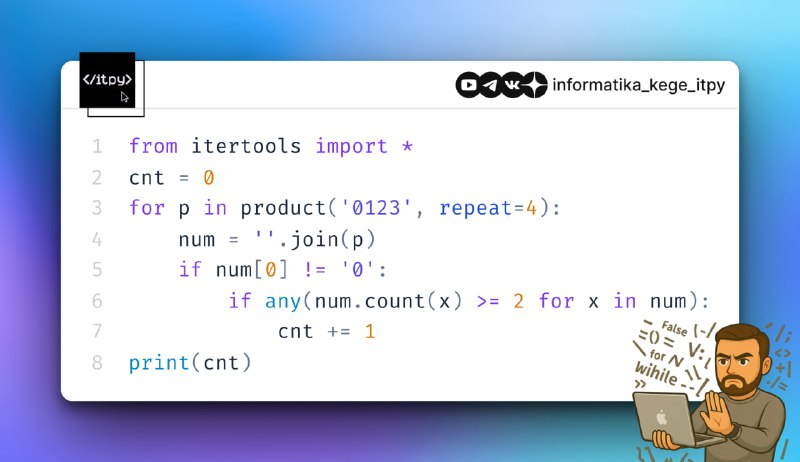 </itpy>
informatika_kege_itpy
1 from itertools import *
2 cnt = 0
3 for p in product('0123', repeat=4):
4     num = ''.join(p)
5     if num[0] != '0':
6         if any(num.count(x) >= 2 for x in num):
7             cnt += 1
8 print(cnt)
False
for
wihile